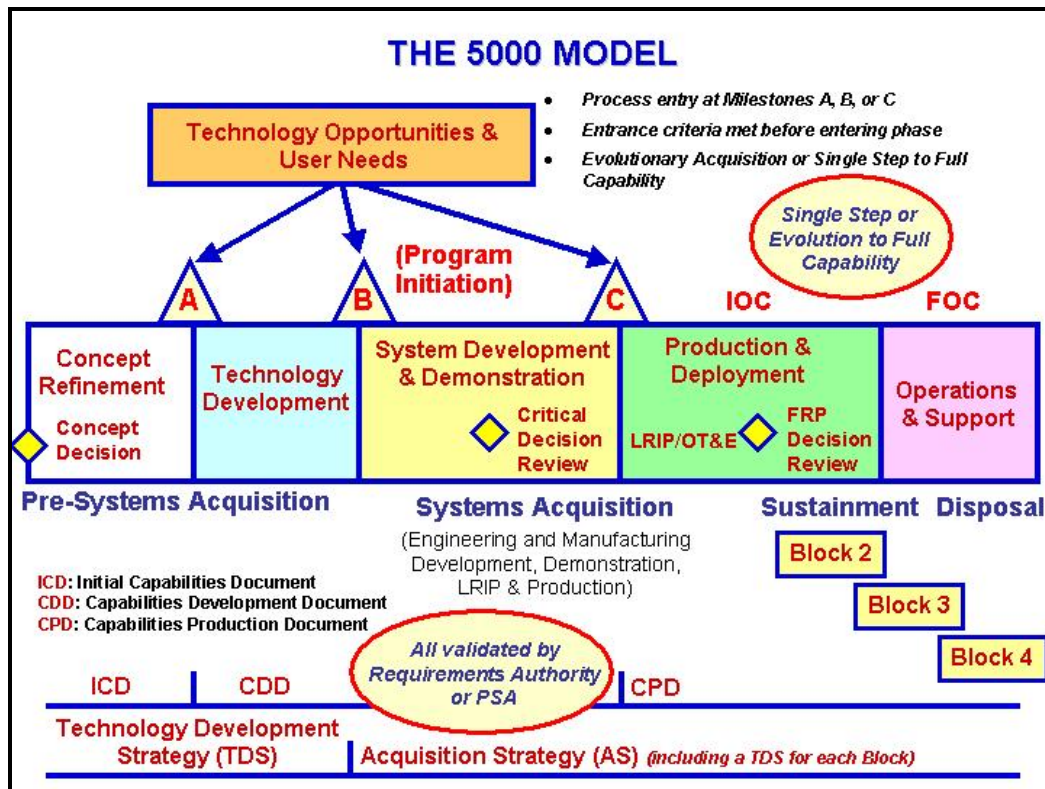 THE 5000 MODEL
Technology Opportunities &
User Needs
• Process entry at Milestones A, B, or C
• Entrance criteria met before entering phase
• Evolutionary Acquisition or Single Step to Full
Capability
Single Step or
Evolution to Full
Capability
A
B
(Program
Initiation)
C
IOC
FOC
Concept
Refinement
Concept
Decision
Technology
Development
System Development
& Demonstration
Critical
Decision
Review
Production &
Deployment
LRIP/OT&E
FRP
Decision
Review
Operations
& Support
Pre-Systems Acquisition
Systems Acquisition
(Engineering and Manufacturing
Development, Demonstration,
LRIP & Production)
Sustainment
Disposal
Block 2
Block 3
Block 4
ICD: Initial Capabilities Document
CDD: Capabilities Development Document
CPD: Capabilities Production Document
All validated by
Requirements Authority
or PSA
ICD
CDD
CPD
Technology Development
Strategy (TDS)
Acquisition Strategy (AS) (including a TDS for each Block)